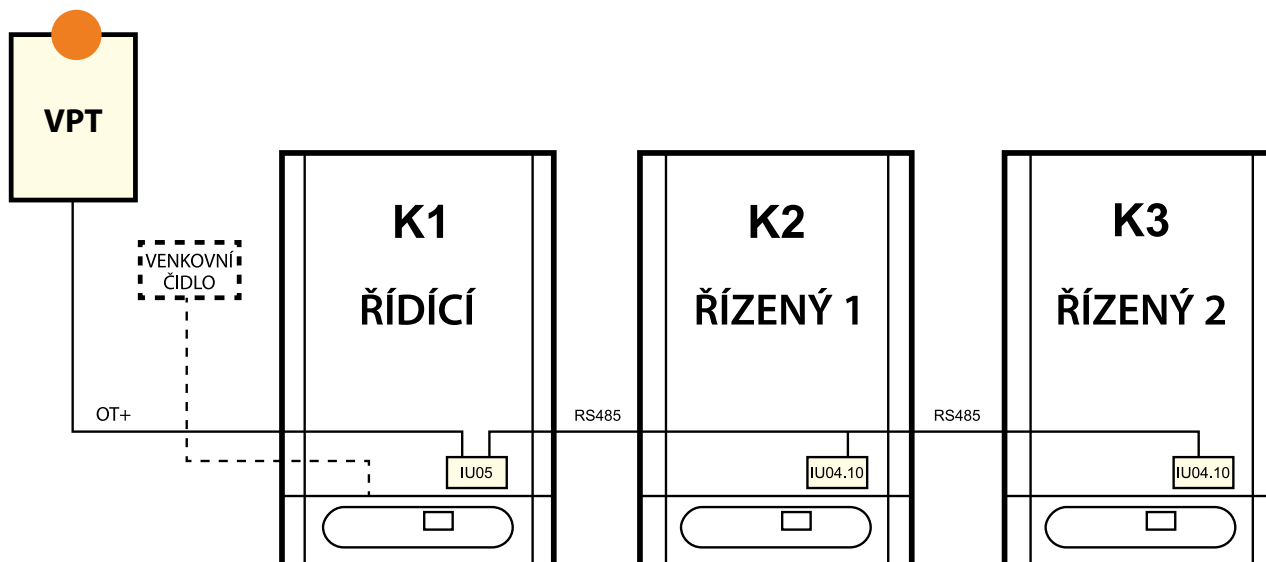 VPT
VENKOVNÍ
ČIDLO
OT+
K1
ŘÍDÍCÍ
IU05
RS485
K2
ŘÍZENÝ 1
IU04.10
RS485
K3
ŘÍZENÝ 2
IU04.10